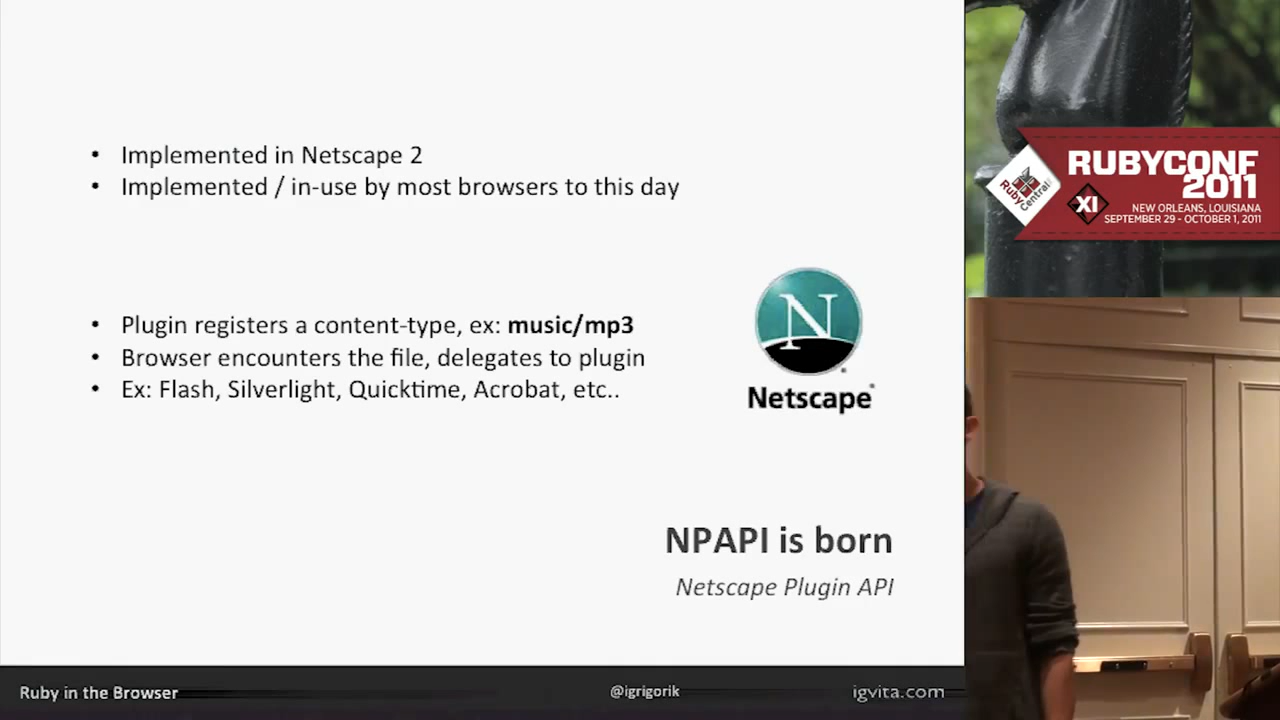 • Implemented in Netscape 2
• Implemented / in-use by most browsers to this day
• Plugin registers a content-type, ex: music/mp3
• Browser encounters the file, delegates to plugin
• Ex: Flash, Silverlight, Quicktime, Acrobat, etc..
N
Netscape
NPAPI is born
Netscape Plugin API
Ruby in the Browser
@igrigorik
igvita.com
RubyCentral
XI
RUBYCONF
2011
NEW ORLEANS, LOUISIANA
SEPTEMBER 29 - OCTOBER 1, 2011